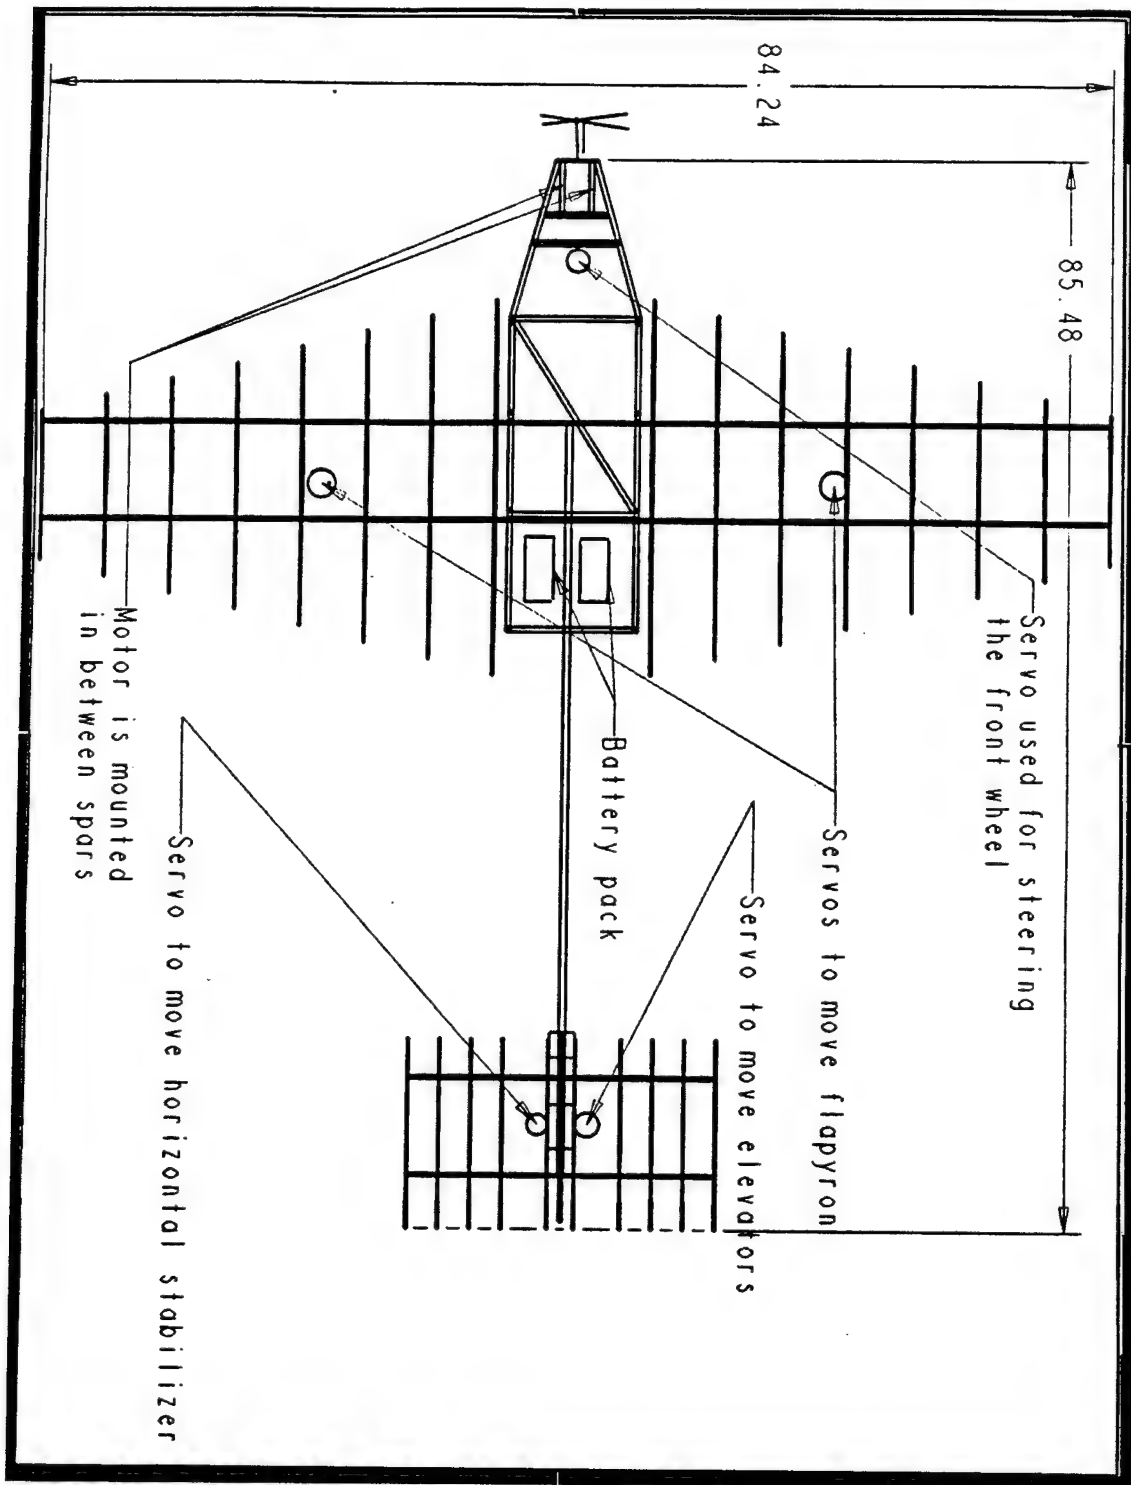 84.24
85.48
Servo used for steering
the front wheel
Servos to move flapyron
Servo to move elevators
Battery pack
Motor is mounted
in between spars
Servo to move horizontal stabilizer